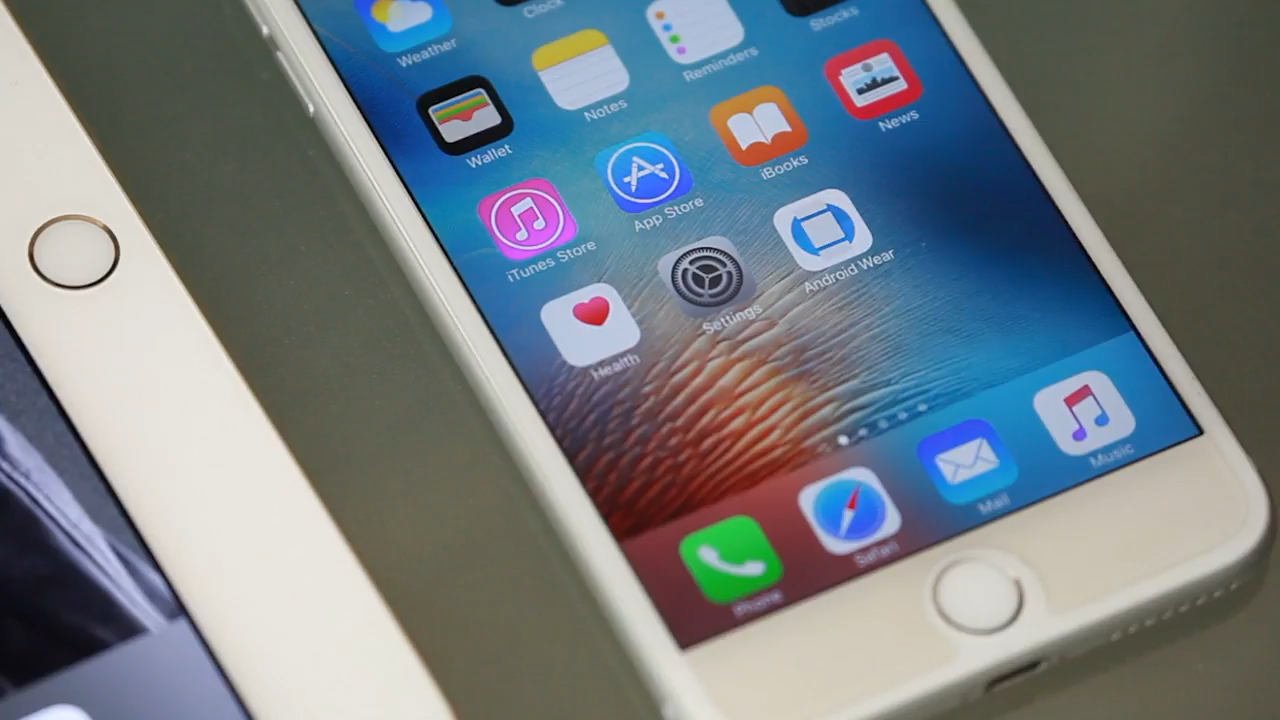 Clock
Stocks
Weather
Notes
Reminders
Wallet
iBooks
News
iTunes Store
App Store
Health
Settings
Android Wear
Phone
Safari
Mail
Music